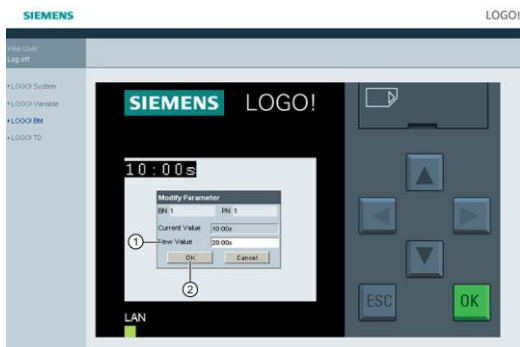 SIEMENS
LOGO!
Web User
Log off
LOGO! System
LOGO! Variable
LOGO! BM
LOGO! TD
SIEMENS LOGO!
10:00s
Modify Parameter
BN 1 PN 1
Current Value 10:00s
1 New Value 20:00s
OK Cancel
2
ESC OK
LAN